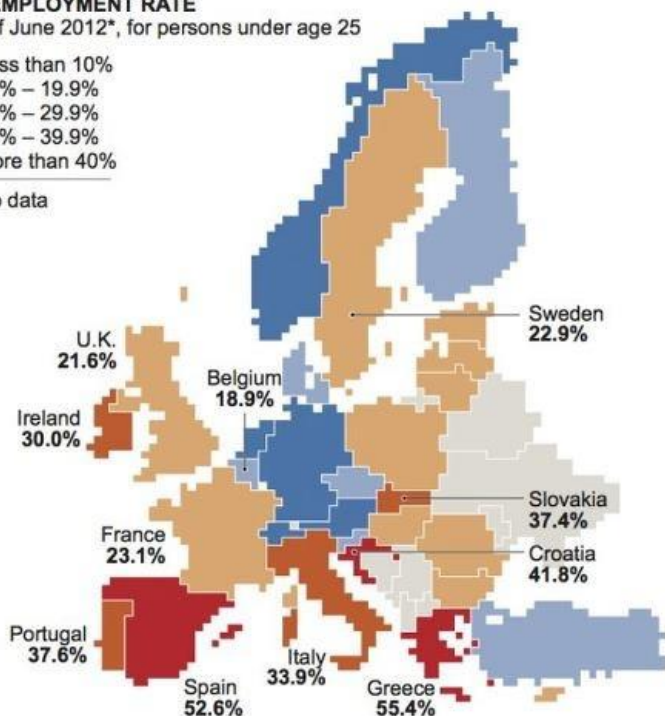 EMPLOYMENT RATE
f June 2012*, for persons under age 25
ss than 10%
% – 19.9%
% – 29.9%
% – 39.9%
ore than 40%
data
Sweden
22.9%
U.K.
21.6%
Belgium
18.9%
Ireland
30.0%
Slovakia
37.4%
France
23.1%
Croatia
41.8%
Portugal
37.6%
Italy
33.9%
Spain
52.6%
Greece
55.4%